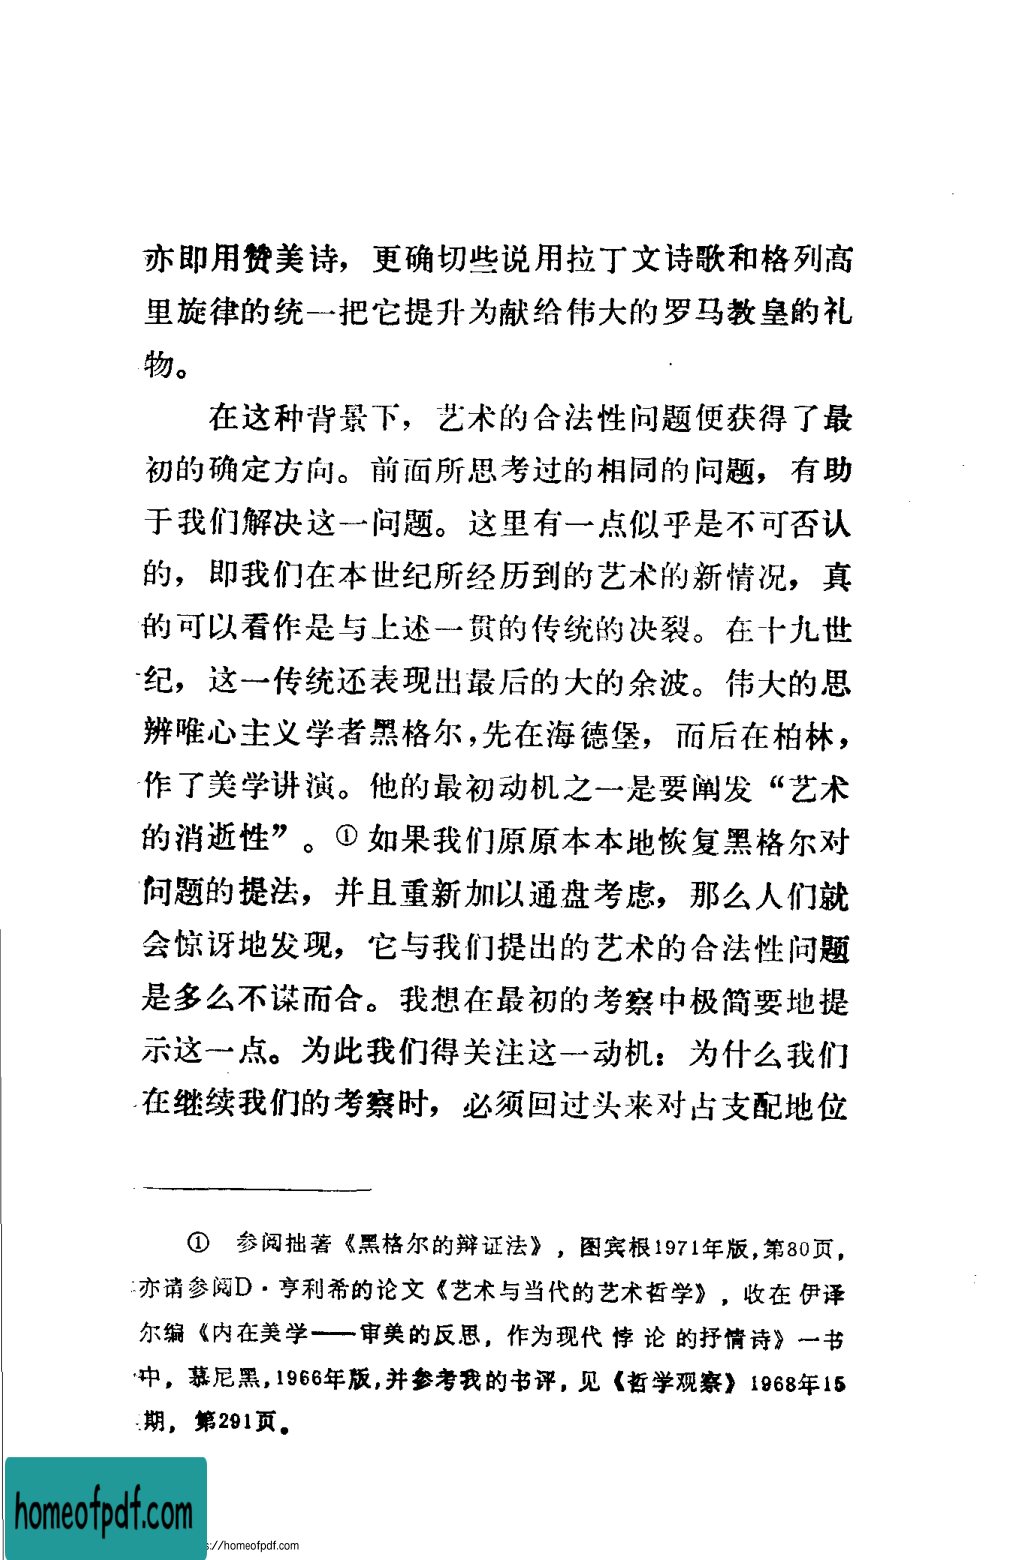 亦即用赞美诗，更确切些说用拉丁文诗歌和格列高
里旋律的统一把它提升为献给伟大的罗马教皇的礼
物。
在这种背景下，艺术的合法性问题便获得了最
初的确定方向。前面所思考过的相同的问题，有助
于我们解决这一问题。这里有一点似乎是不可否认
的，即我们在本世纪所经历到的艺术的新情况，真
的可以看作是与上述一贯的传统的决裂。在十九世
纪，这一传统还表现出最后的大的余波。伟大的思
辨唯心主义学者黑格尔，先在海德堡，而后在柏林，
作了美学讲演。他的最初动机之一是要阐发“艺术
的消逝性”。①如果我们原原本本地恢复黑格尔对
问题的提法，并且重新加以通盘考虑，那么人们就
会惊讶地发现，它与我们提出的艺术的合法性问题
是多么不谋而合。我想在最初的考察中极简要地提
示这一点。为此我们得关注这一动机：为什么我们
在继续我们的考察时，必须回过头来对占支配地位
① 参阅拙著《黑格尔的辩证法》，图宾根1971年版，第80页，
亦请参阅D·亨利希的论文《艺术与当代的艺术哲学》，收在伊泽
尔编《内在美学——审美的反思，作为现代悖论的抒情诗》一书
中，慕尼黑，1966年版，并参考我的书评，见《哲学观察》1968年15
期，第291页。
homeofpdf.com
s://homeofpdf.com